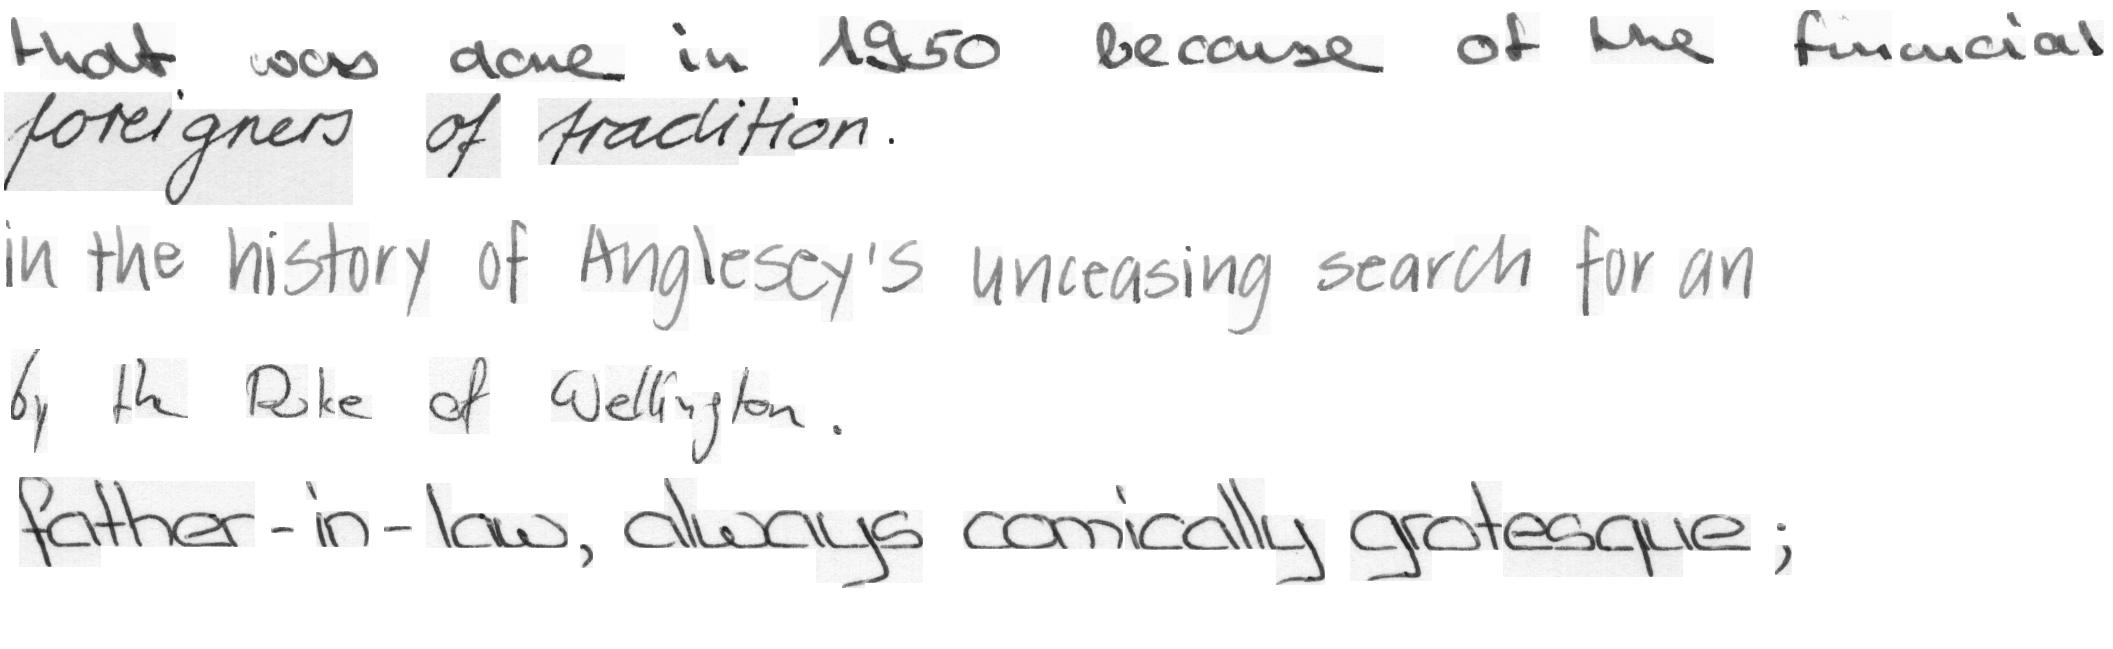 that was done in 1950 because of the financial
foreigners of tradition.
in the history of Anglesey's unceasing search for an
by the Duke of Wellington.
father-in-law, always comically grotesque;